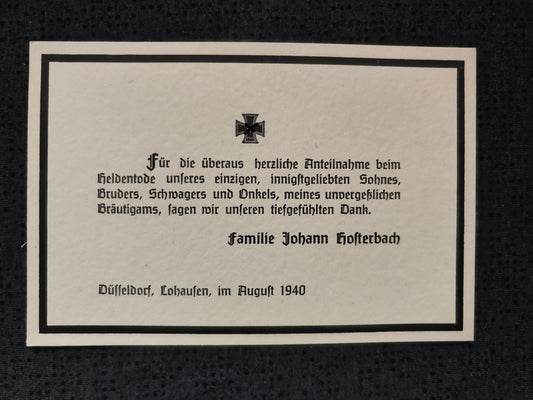 Für die überaus herzliche Anteilnahme beim
Heldentode unseres einzigen, innigstgeliebten Sohnes,
Bruders, Schwagers und Onkels, meines unvergeßlichen
Bräutigams, sagen wir unseren tiefgefühlten Dank.
Familie Johann Hosterbach
Düsseldorf, Lohausen, im August 1940